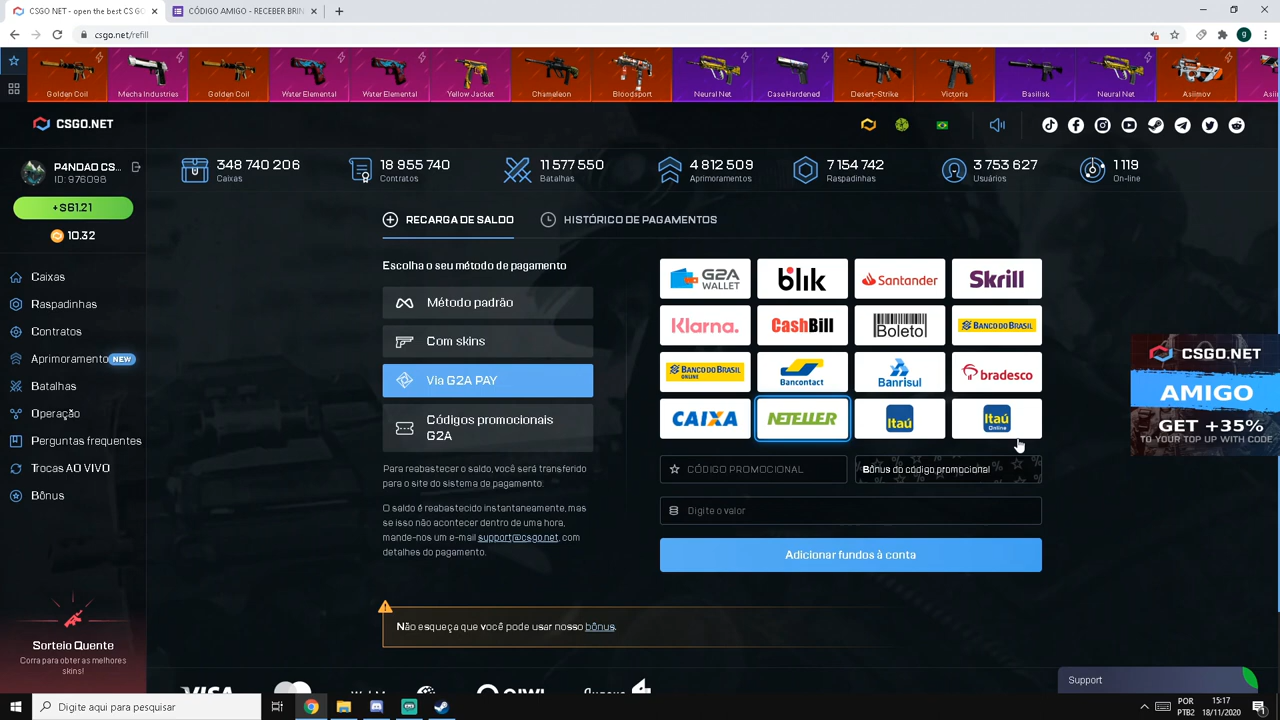 CSGO NET - open the best CS GO
CÓDIGO AMIGO - RECEBER BRIN
csgo.net/refill
Golden Coil
Mecha Industries
Golden Coil
Water Elemental
Water Elemental
Yellow Jacket
Chameleon
Bloodsport
Neural Net
Case Hardened
Desert-Strike
Victoria
Basilisk
Neural Net
Asiimov
Asii
CSGO.NET
P4NDAO CS...
ID: 976098
+$61.21
10.32
348 740 206
Caixas
18 955 740
Contratos
11 577 550
Batalhas
4 812 509
Aprimoramentos
7 154 742
Raspadinhas
3 753 627
Usuários
1 119
On-line
Caixas
Raspadinhas
Contratos
Aprimoramento NEW
Batalhas
Operação
Perguntas frequentes
Trocas AO VIVO
Bônus
Sorteio Quente
Corra para obter as melhores
skins!
RECARGA DE SALDO
HISTÓRICO DE PAGAMENTOS
Escolha o seu método de pagamento
Método padrão
Com skins
Via G2A PAY
Códigos promocionais
G2A
Para reabastecer o saldo, você será transferido
para o site do sistema de pagamento.
O saldo é reabastecido instantaneamente, mas
se isso não acontecer dentro de uma hora,
mande-nos um e-mail support@csgo.net, com
detalhes do pagamento.
G2A WALLET
blik
Santander
Skrill
Klarna.
CashBill
Boleto
BANCO DO BRASIL
BANCO DO BRASIL ONLINE
Bancontact
Banrisul
bradesco
CAIXA
NETELLER
Itaú
Itaú Online
CÓDIGO PROMOCIONAL
Bônus do código promocional
Digite o valor
Adicionar fundos à conta
Não esqueça que você pode usar nosso bônus.
CSGO.NET
AMIGO
GET +35%
TO YOUR TOP UP WITH CODE
VISA
QIWI
Support
Digite aqui para pesquisar
POR
PTB2
15:17
18/11/2020